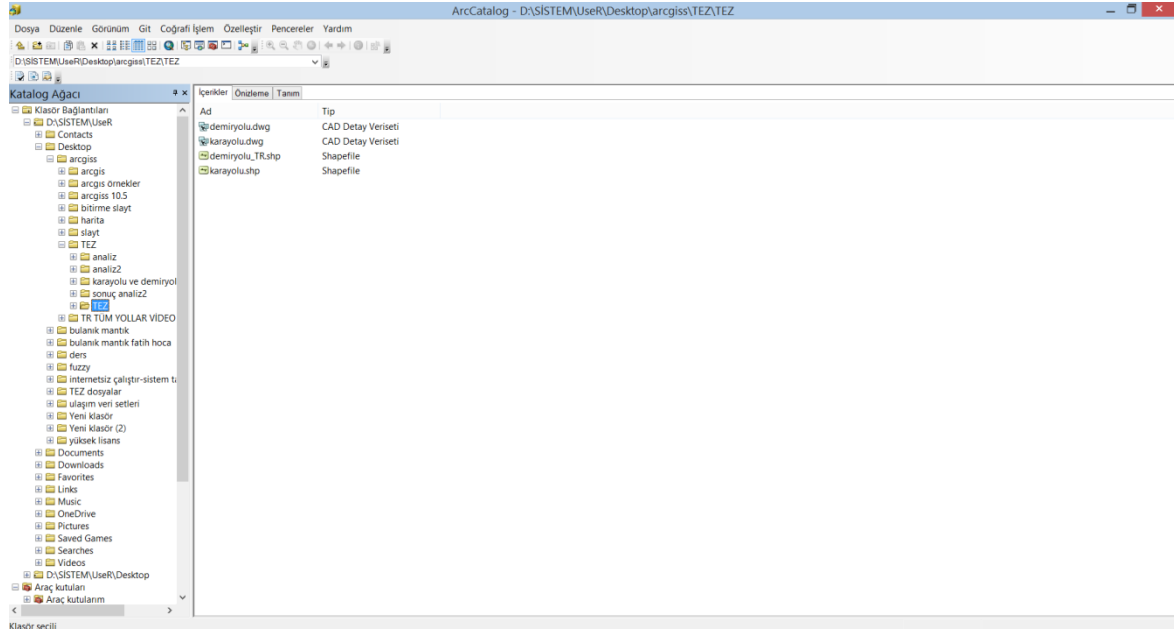 ArcCatalog - D:\SİSTEM\UseR\Desktop\arcgiss\TEZ\TEZ
Dosya Düzenle Görünüm Git Coğrafi İşlem Özelleştir Pencereler Yardım
D:\SİSTEM\UseR\Desktop\arcgiss\TEZ\TEZ
Katalog Ağacı
Klasör Bağlantıları
D:\SİSTEM\UseR
Contacts
Desktop
arcgiss
arcgis
arcgıs örnekler
arcgiss 10.5
bitirme slayt
harita
slayt
TEZ
analiz
analiz2
karayolu ve demiryol
sonuç analiz2
TEZ
TR TÜM YOLLAR VİDEO
bulanık mantık
bulanık mantık fatih hoca
ders
fuzzy
internetsiz çalıştır-sistem ta
TEZ dosyalar
ulaşım veri setleri
Yeni klasör
Yeni klasör (2)
yüksek lisans
Documents
Downloads
Favorites
Links
Music
OneDrive
Pictures
Saved Games
Searches
Videos
D:\SİSTEM\UseR\Desktop
Araç kutuları
Araç kutularım
İçerikler Önizleme Tanım
Ad Tip
demiryolu.dwg CAD Detay Veriseti
karayolu.dwg CAD Detay Veriseti
demiryolu_TR.shp Shapefile
karayolu.shp Shapefile
Klasör seçili